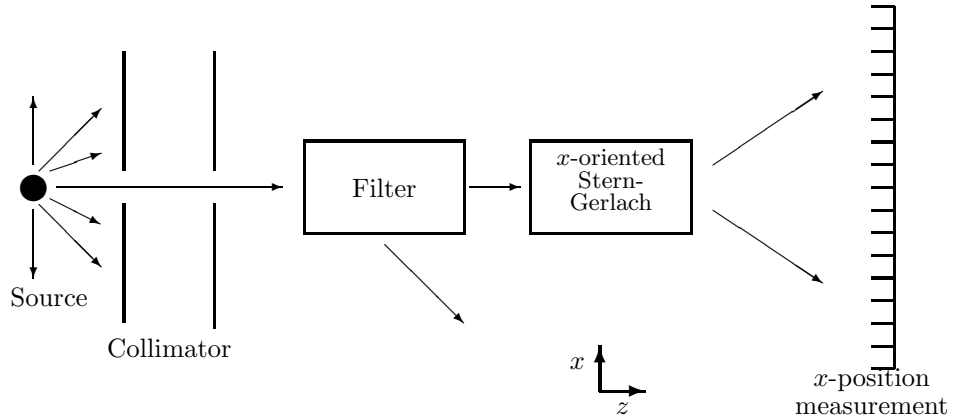 Source
Collimator
Filter
x-oriented
Stern-
Gerlach
x
z
x-position
measurement